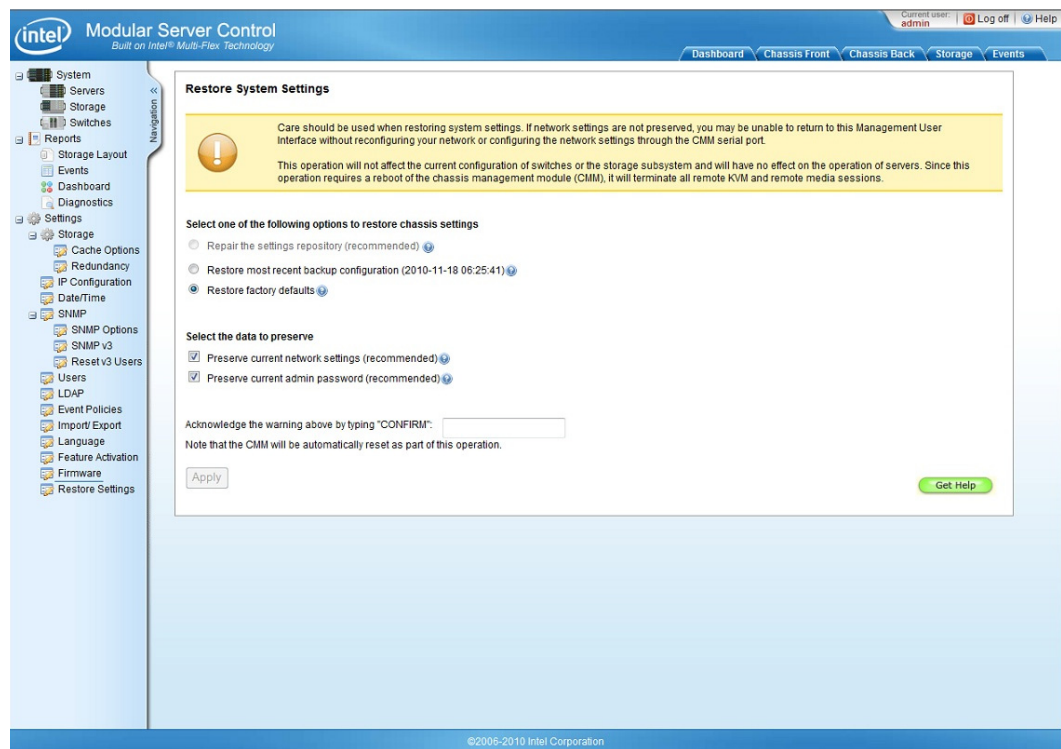 intel
Modular Server Control
Built on Intel® Multi-Flex Technology
Current user:
admin
Log off
Help
Dashboard
Chassis Front
Chassis Back
Storage
Events
System
Servers
Storage
Switches
Reports
Storage Layout
Events
Dashboard
Diagnostics
Settings
Storage
Cache Options
Redundancy
IP Configuration
Date/Time
SNMP
SNMP Options
SNMP v3
Reset v3 Users
Users
LDAP
Event Policies
Import/ Export
Language
Feature Activation
Firmware
Restore Settings
«
Navigation
Restore System Settings
Care should be used when restoring system settings. If network settings are not preserved, you may be unable to return to this Management User
Interface without reconfiguring your network or configuring the network settings through the CMM serial port.
This operation will not affect the current configuration of switches or the storage subsystem and will have no effect on the operation of servers. Since this
operation requires a reboot of the chassis management module (CMM), it will terminate all remote KVM and remote media sessions.
Select one of the following options to restore chassis settings
Repair the settings repository (recommended)
Restore most recent backup configuration (2010-11-18 06:25:41)
Restore factory defaults
Select the data to preserve
Preserve current network settings (recommended)
Preserve current admin password (recommended)
Acknowledge the warning above by typing "CONFIRM":
Note that the CMM will be automatically reset as part of this operation.
Apply
Get Help
©2006-2010 Intel Corporation